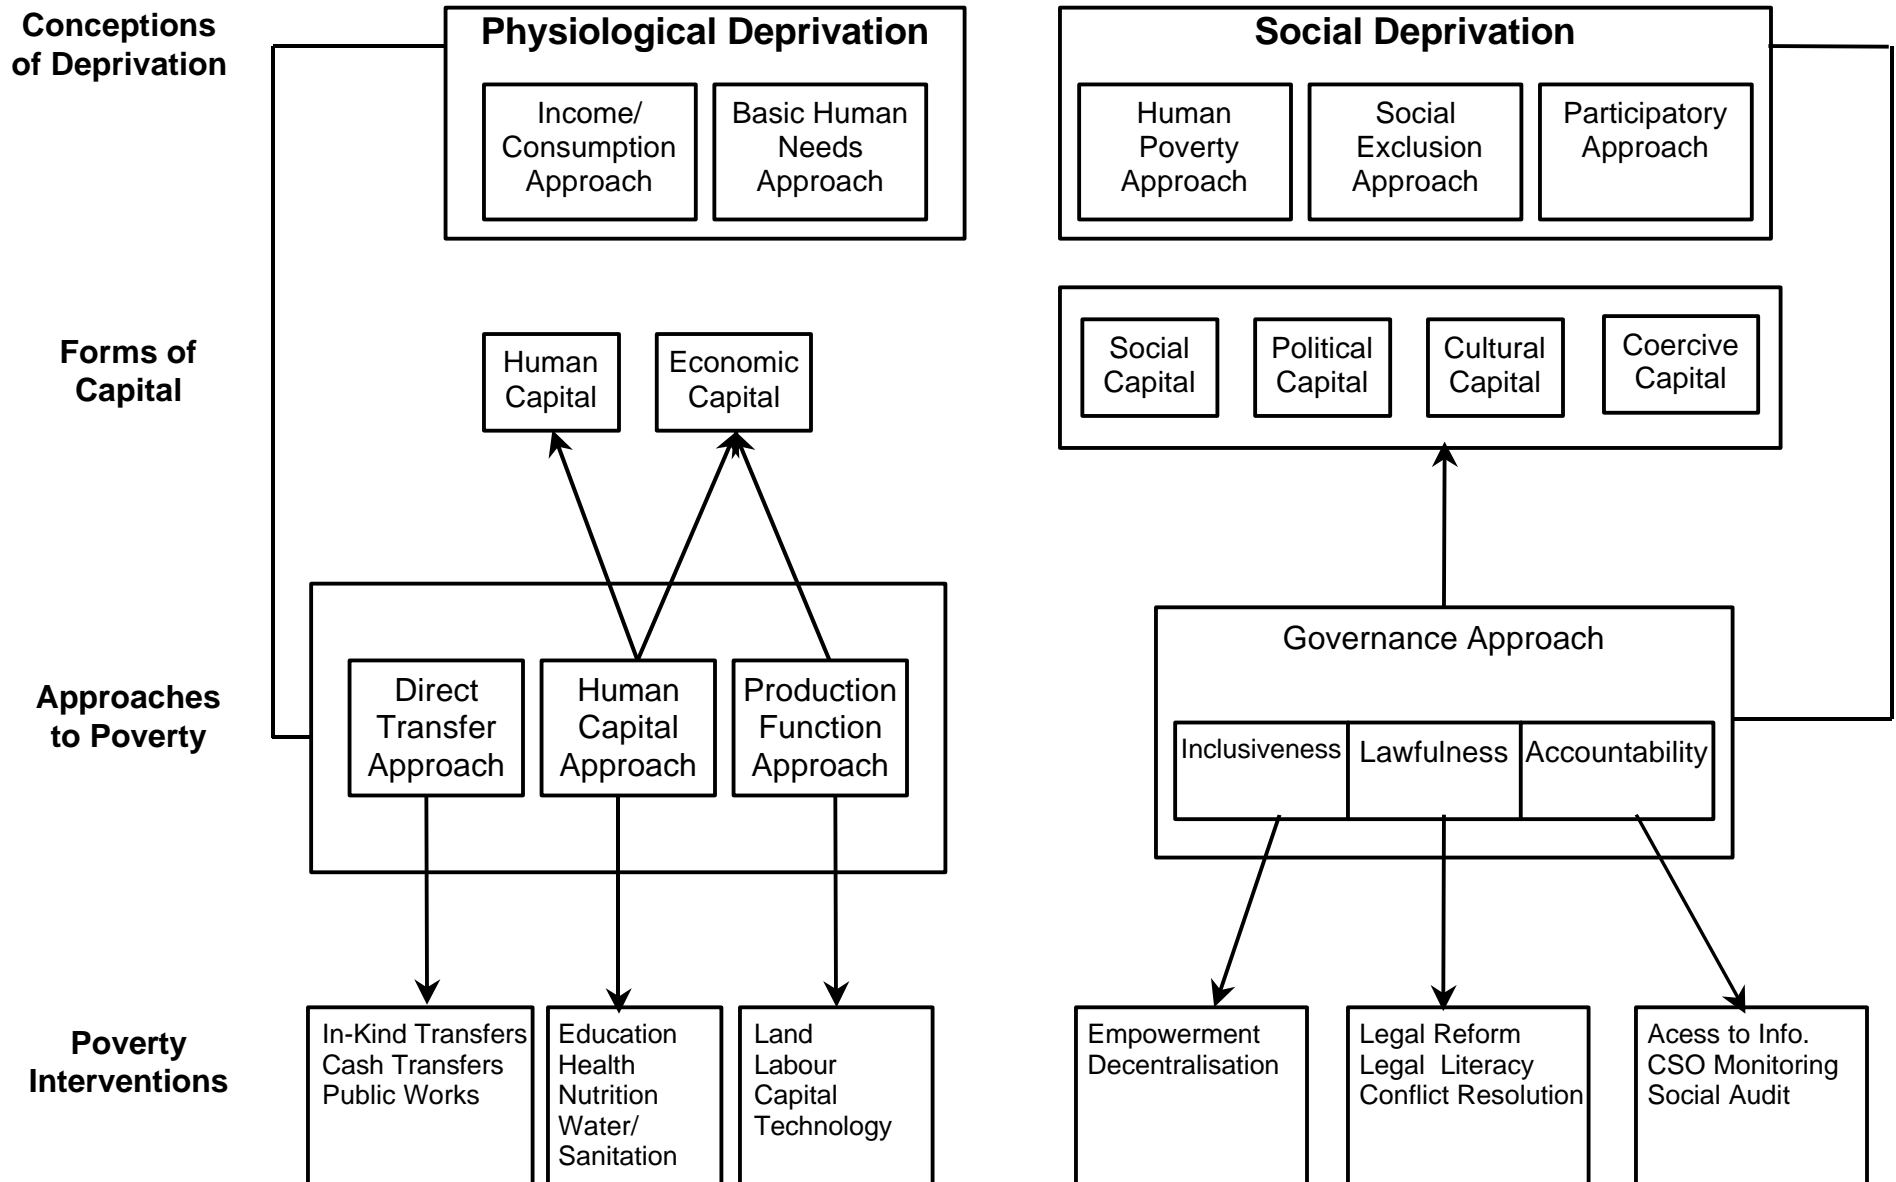 Conceptions
of Deprivation
Physiological Deprivation
Income/
Consumption
Approach
Basic Human
Needs
Approach
Social Deprivation
Human
Poverty
Approach
Social
Exclusion
Approach
Participatory
Approach
Forms of
Capital
Human
Capital
Economic
Capital
Social
Capital
Political
Capital
Cultural
Capital
Coercive
Capital
Approaches
to Poverty
Direct
Transfer
Approach
Human
Capital
Approach
Production
Function
Approach
Governance Approach
Inclusiveness
Lawfulness
Accountability
Poverty
Interventions
In-Kind Transfers
Cash Transfers
Public Works
Education
Health
Nutrition
Water/
Sanitation
Land
Labour
Capital
Technology
Empowerment
Decentralisation
Legal Reform
Legal Literacy
Conflict Resolution
Acess to Info.
CSO Monitoring
Social Audit